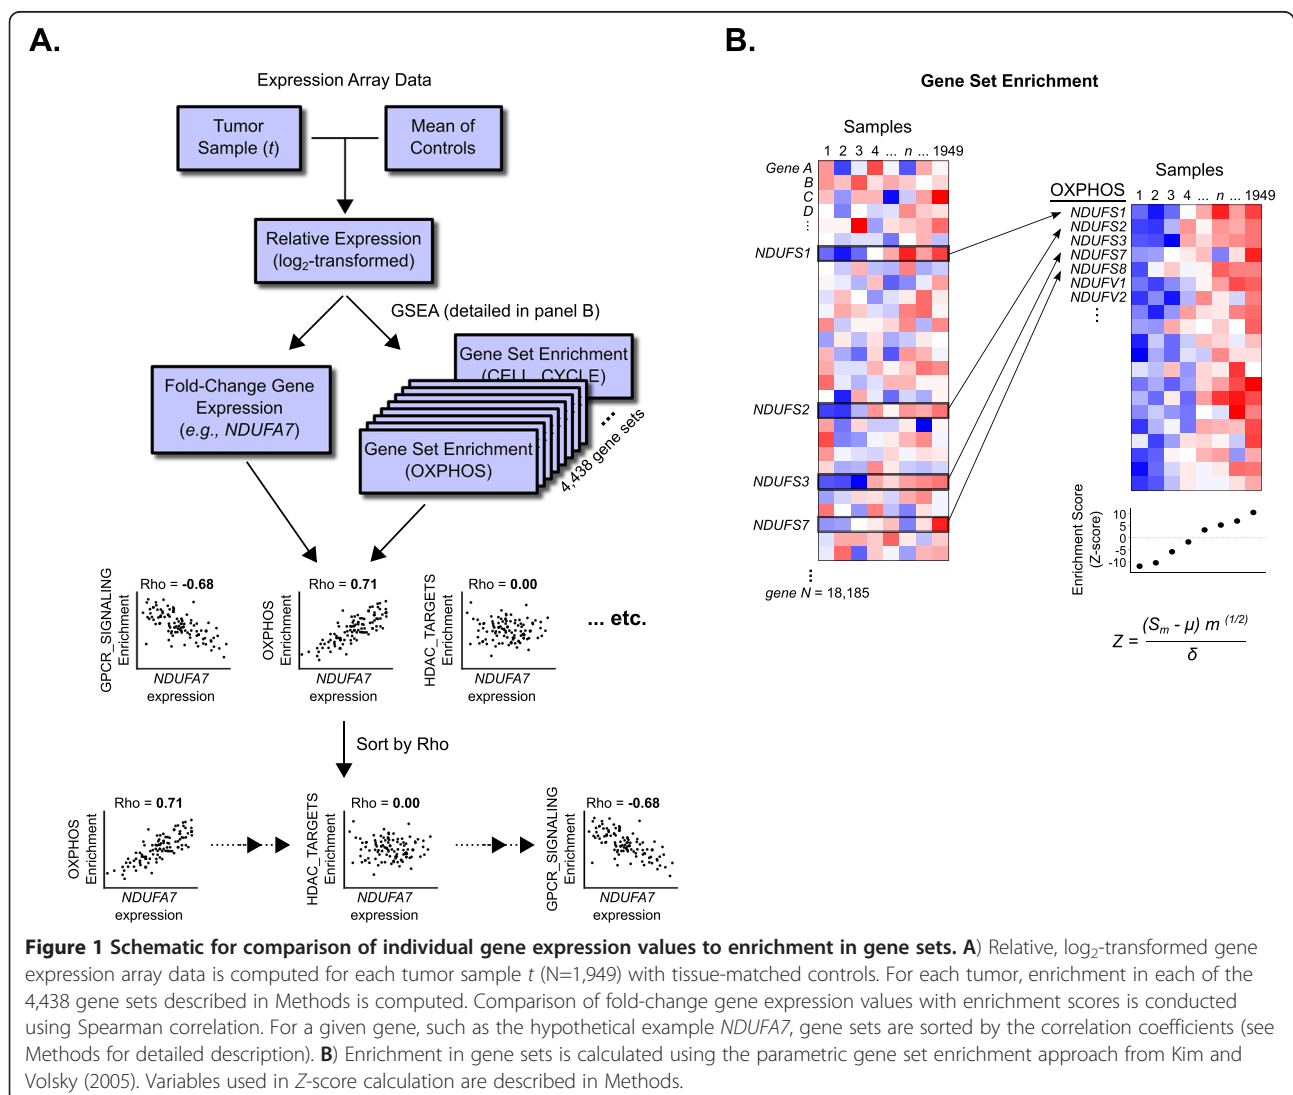 A.
Expression Array Data
Tumor
Sample (t)
Mean of
Controls
Relative Expression
(log2-transformed)
GSEA (detailed in panel B)
Fold-Change Gene
Expression
(e.g., NDUFA7)
Gene Set Enrichment
(CELL_CYCLE)
...
4,438 gene sets
Gene Set Enrichment
(OXPHOS)
GPCR_SIGNALING
Enrichment
Rho = -0.68
NDUFA7
expression
OXPHOS
Enrichment
Rho = 0.71
NDUFA7
expression
HDAC_TARGETS
Enrichment
Rho = 0.00
NDUFA7
expression
... etc.
Sort by Rho
OXPHOS
Enrichment
Rho = 0.71
NDUFA7
expression
HDAC_TARGETS
Enrichment
Rho = 0.00
NDUFA7
expression
GPCR_SIGNALING
Enrichment
Rho = -0.68
NDUFA7
expression
B.
Gene Set Enrichment
Samples
1 2 3 4 ... n ... 1949
Gene A
B
C
D
⋮
NDUFS1
NDUFS2
NDUFS3
NDUFS7
⋮
gene N = 18,185
Samples
OXPHOS
1 2 3 4 ... n ... 1949
NDUFS1
NDUFS2
NDUFS3
NDUFS7
NDUFS8
NDUFV1
NDUFV2
⋮
Enrichment Score
(Z-score)
10
5
0
-5
-10
Z = (Sm - μ) m (1/2)
δ
Figure 1 Schematic for comparison of individual gene expression values to enrichment in gene sets. A) Relative, log2-transformed gene
expression array data is computed for each tumor sample t (N=1,949) with tissue-matched controls. For each tumor, enrichment in each of the
4,438 gene sets described in Methods is computed. Comparison of fold-change gene expression values with enrichment scores is conducted
using Spearman correlation. For a given gene, such as the hypothetical example NDUFA7, gene sets are sorted by the correlation coefficients (see
Methods for detailed description). B) Enrichment in gene sets is calculated using the parametric gene set enrichment approach from Kim and
Volsky (2005). Variables used in Z-score calculation are described in Methods.